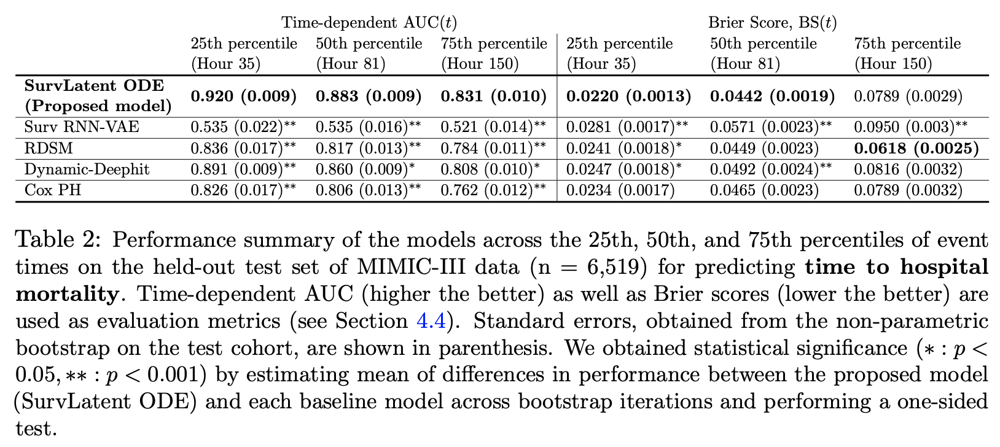 Time-dependent AUC(t) Brier Score, BS(t)
25th percentile 50th percentile 75th percentile 25th percentile 50th percentile 75th percentile
(Hour 35) (Hour 81) (Hour 150) (Hour 35) (Hour 81) (Hour 150)
SurvLatent ODE
(Proposed model) 0.920 (0.009) 0.883 (0.009) 0.831 (0.010) 0.0220 (0.0013) 0.0442 (0.0019) 0.0789 (0.0029)
Surv RNN-VAE 0.535 (0.022)** 0.535 (0.016)** 0.521 (0.014)** 0.0281 (0.0017)** 0.0571 (0.0023)** 0.0950 (0.003)**
RDSM 0.836 (0.017)** 0.817 (0.013)** 0.784 (0.011)** 0.0241 (0.0018)* 0.0449 (0.0023) 0.0618 (0.0025)
Dynamic-Deephit 0.891 (0.009)** 0.860 (0.009)* 0.808 (0.010)* 0.0247 (0.0018)* 0.0492 (0.0024)** 0.0816 (0.0032)
Cox PH 0.826 (0.017)** 0.806 (0.013)** 0.762 (0.012)** 0.0234 (0.0017) 0.0465 (0.0023) 0.0789 (0.0032)
Table 2: Performance summary of the models across the 25th, 50th, and 75th percentiles of event
times on the held-out test set of MIMIC-III data (n = 6,519) for predicting time to hospital
mortality. Time-dependent AUC (higher the better) as well as Brier scores (lower the better) are
used as evaluation metrics (see Section 4.4). Standard errors, obtained from the non-parametric
bootstrap on the test cohort, are shown in parenthesis. We obtained statistical significance (∗ : p <
0.05, ∗∗ : p < 0.001) by estimating mean of differences in performance between the proposed model
(SurvLatent ODE) and each baseline model across bootstrap iterations and performing a one-sided
test.